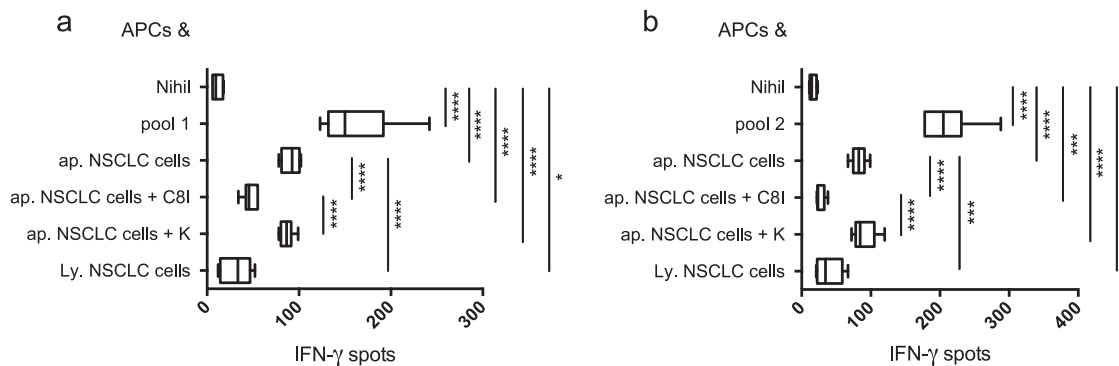 a
APCs &
Nihil
pool 1
ap. NSCLC cells
ap. NSCLC cells + C8I
ap. NSCLC cells + K
Ly. NSCLC cells
0 100 200 300
IFN-γ spots
****
****
****
****
*
****
****
****
b
APCs &
Nihil
pool 2
ap. NSCLC cells
ap. NSCLC cells + C8I
ap. NSCLC cells + K
Ly. NSCLC cells
0 100 200 300 400
IFN-γ spots
****
****
***
****
****
****
***